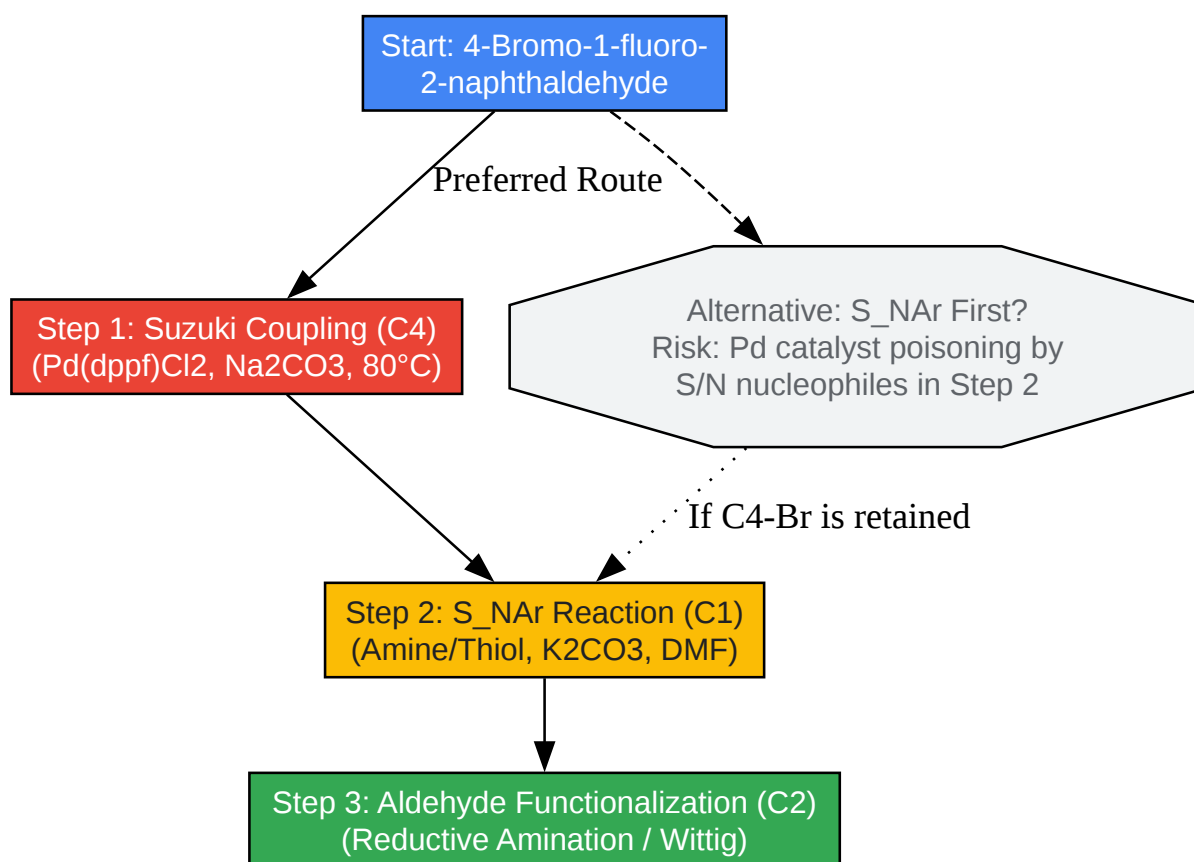 Start: 4-Bromo-1-fluoro-
2-naphthaldehyde
Preferred Route
Step 1: Suzuki Coupling (C4)
(Pd(dppf)Cl2, Na2CO3, 80°C)
Alternative: S_NAr First?
Risk: Pd catalyst poisoning by
S/N nucleophiles in Step 2
If C4-Br is retained
Step 2: S_NAr Reaction (C1)
(Amine/Thiol, K2CO3, DMF)
Step 3: Aldehyde Functionalization (C2)
(Reductive Amination / Wittig)